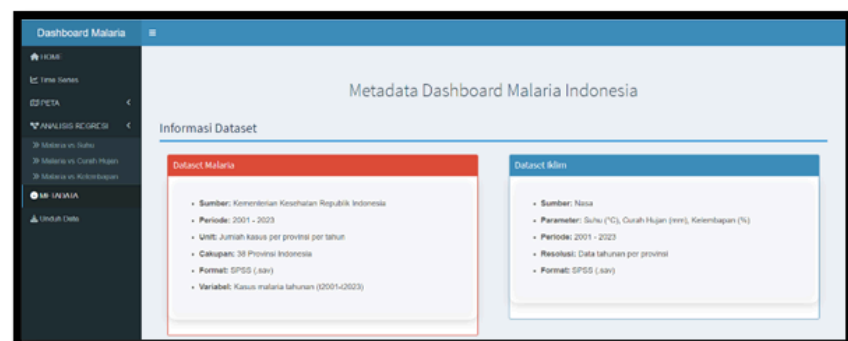 Dashboard Malaria
HOME
Time Series
PETA
ANALISIS REGRESI
Malaria vs Suhu
Malaria vs Curah Hujan
Malaria vs Kelembapan
METADATA
Unduh Data
Metadata Dashboard Malaria Indonesia
Informasi Dataset
Dataset Malaria
• Sumber: Kementerian Kesehatan Republik Indonesia
• Periode: 2001 - 2023
• Unit: Jumlah kasus per provinsi per tahun
• Cakupan: 38 Provinsi Indonesia
• Format: SPSS (.sav)
• Variabel: Kasus malaria tahunan (t2001-t2023)
Dataset Iklim
• Sumber: Nasa
• Parameter: Suhu (°C), Curah Hujan (mm), Kelembapan (%)
• Periode: 2001 - 2023
• Resolusi: Data tahunan per provinsi
• Format: SPSS (.sav)